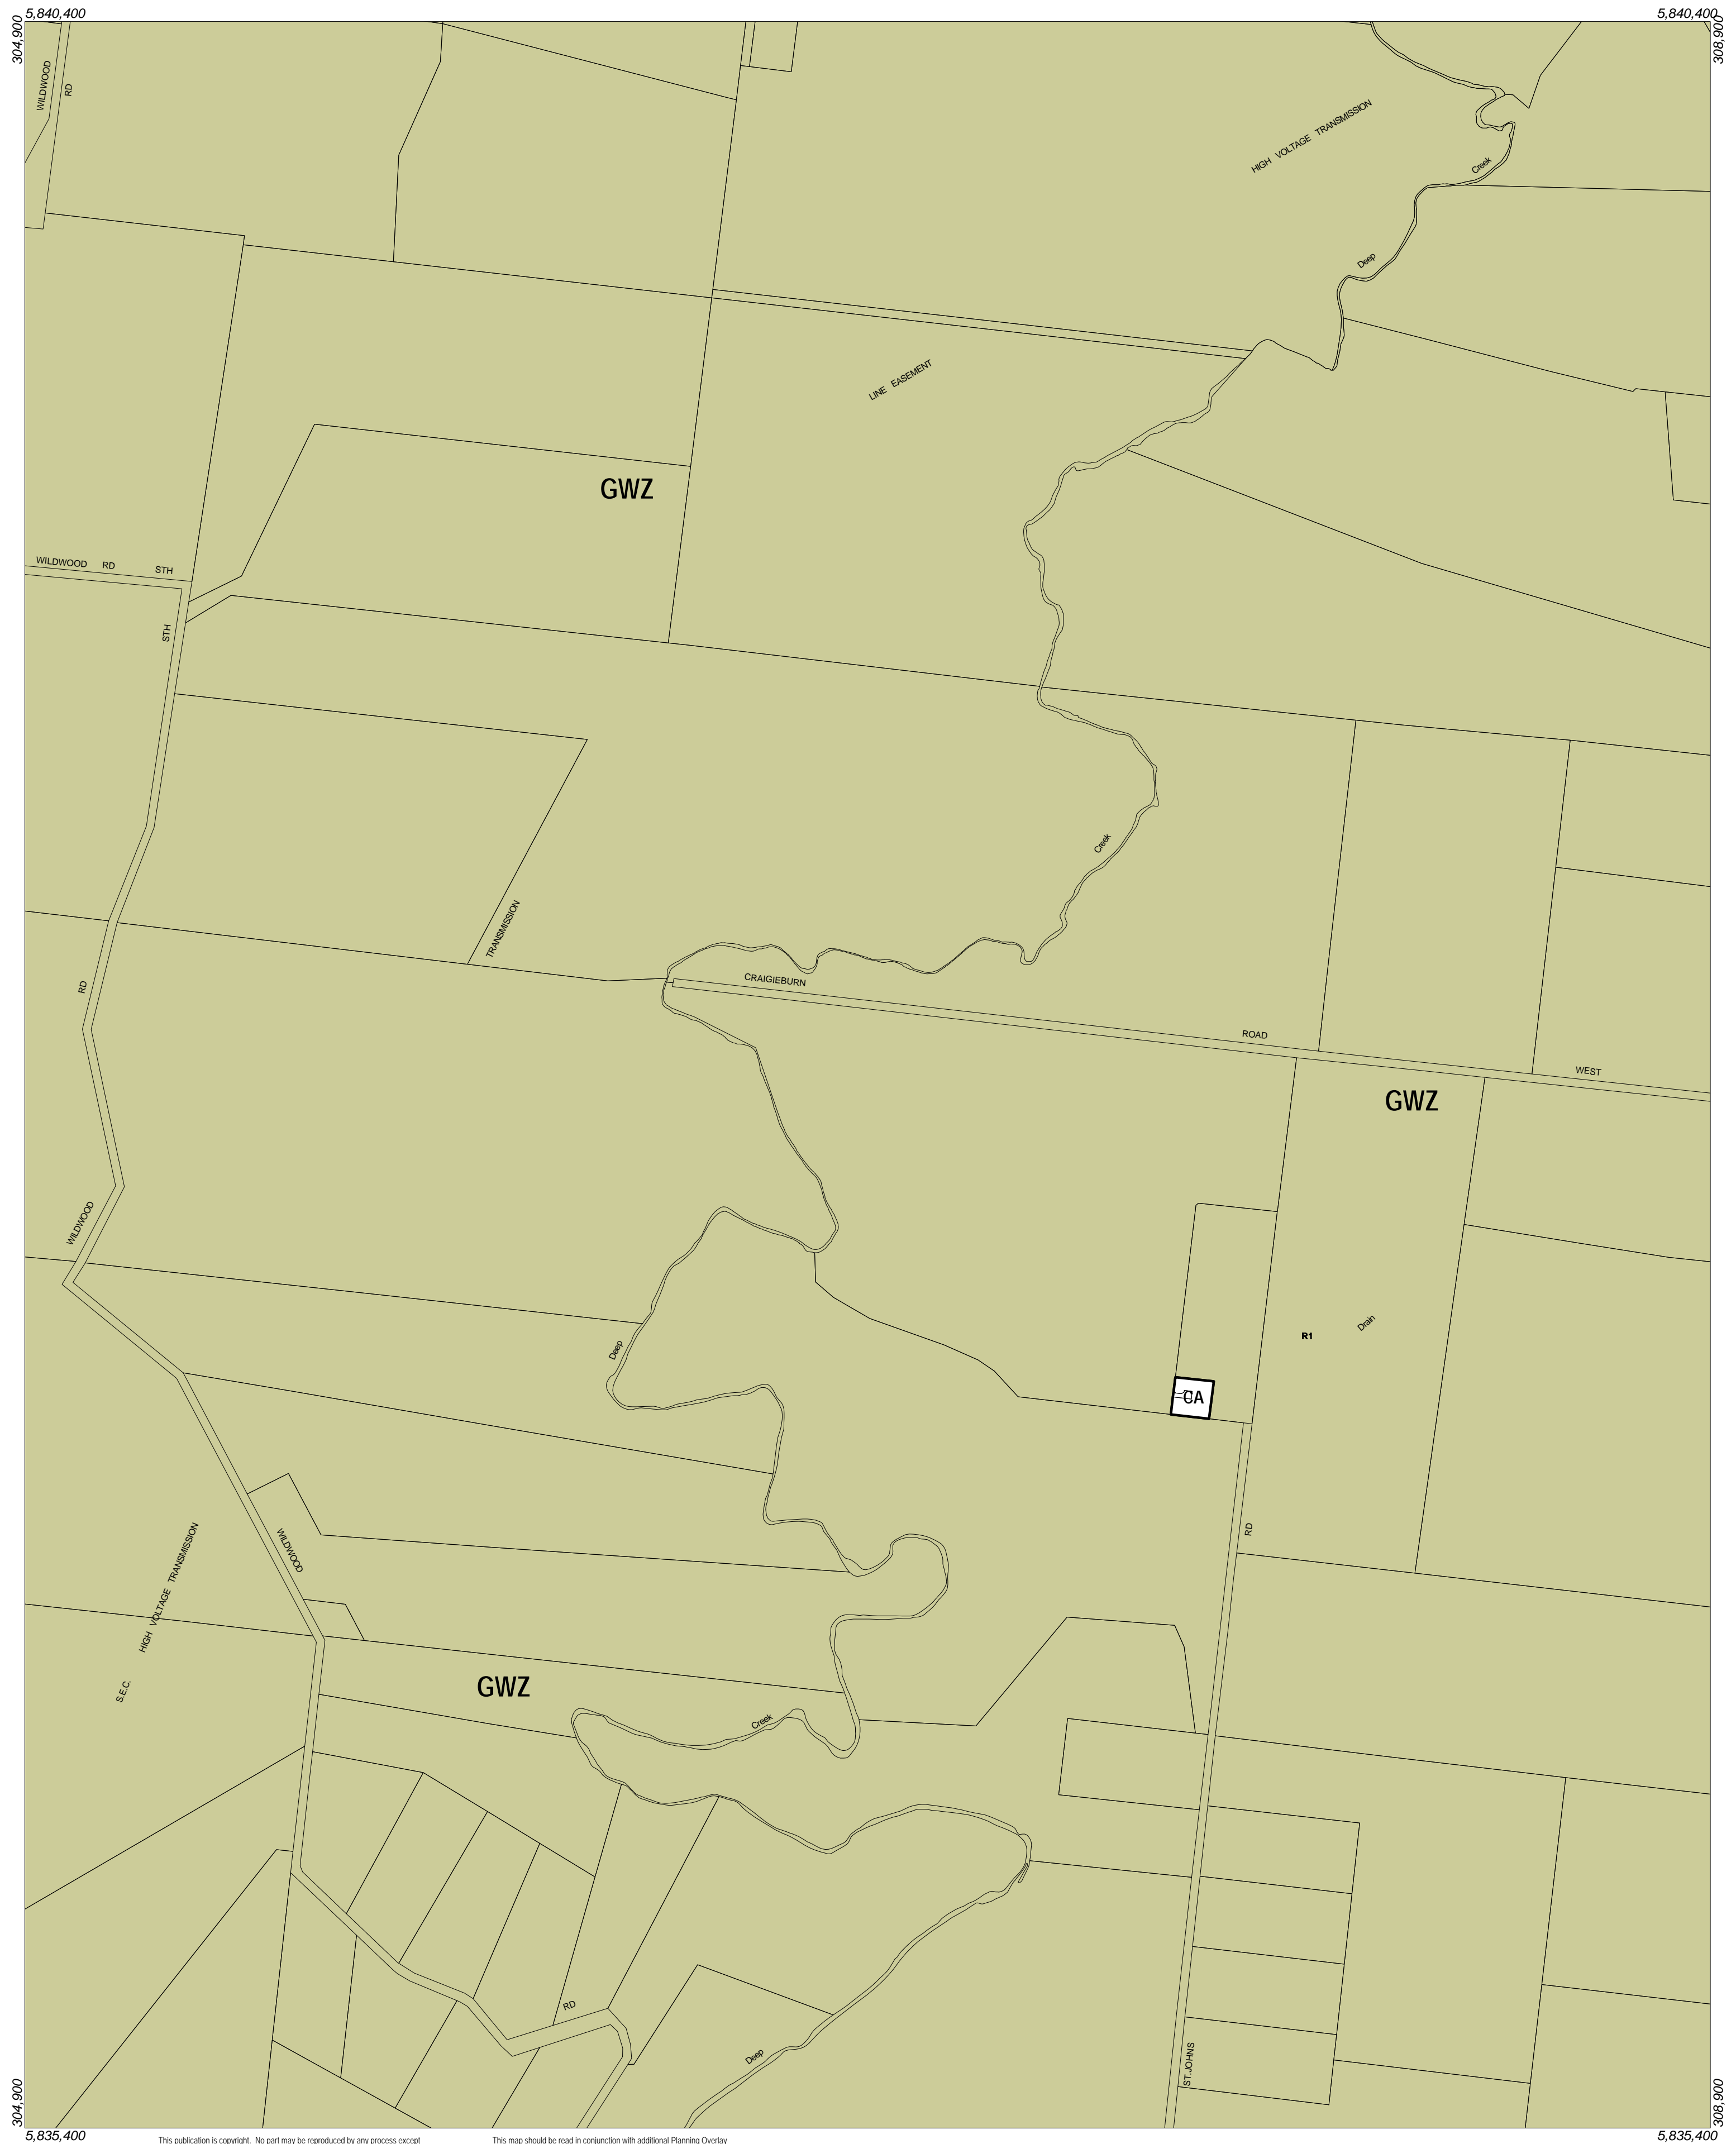 5,840,400
5,840,400
304,900
308,900
WILDWOOD
RD
HIGH VOLTAGE TRANSMISSION
Creek
Deep
LINE EASEMENT
GWZ
WILDWOOD RD STH
STH
Creek
TRANSMISSION
RD
CRAIGIEBURN
ROAD
WEST
GWZ
WILDWOOD
Deep
R1
Drain
CA
RD
WILDWOOD
HIGH VOLTAGE TRANSMISSION
S.E.C.
GWZ
Creek
RD
Deep
ST.JOHNS
304,900
308,900
5,835,400
5,835,400
This publication is copyright. No part may be reproduced by any process except
This map should be read in conjunction with additional Planning Overlay